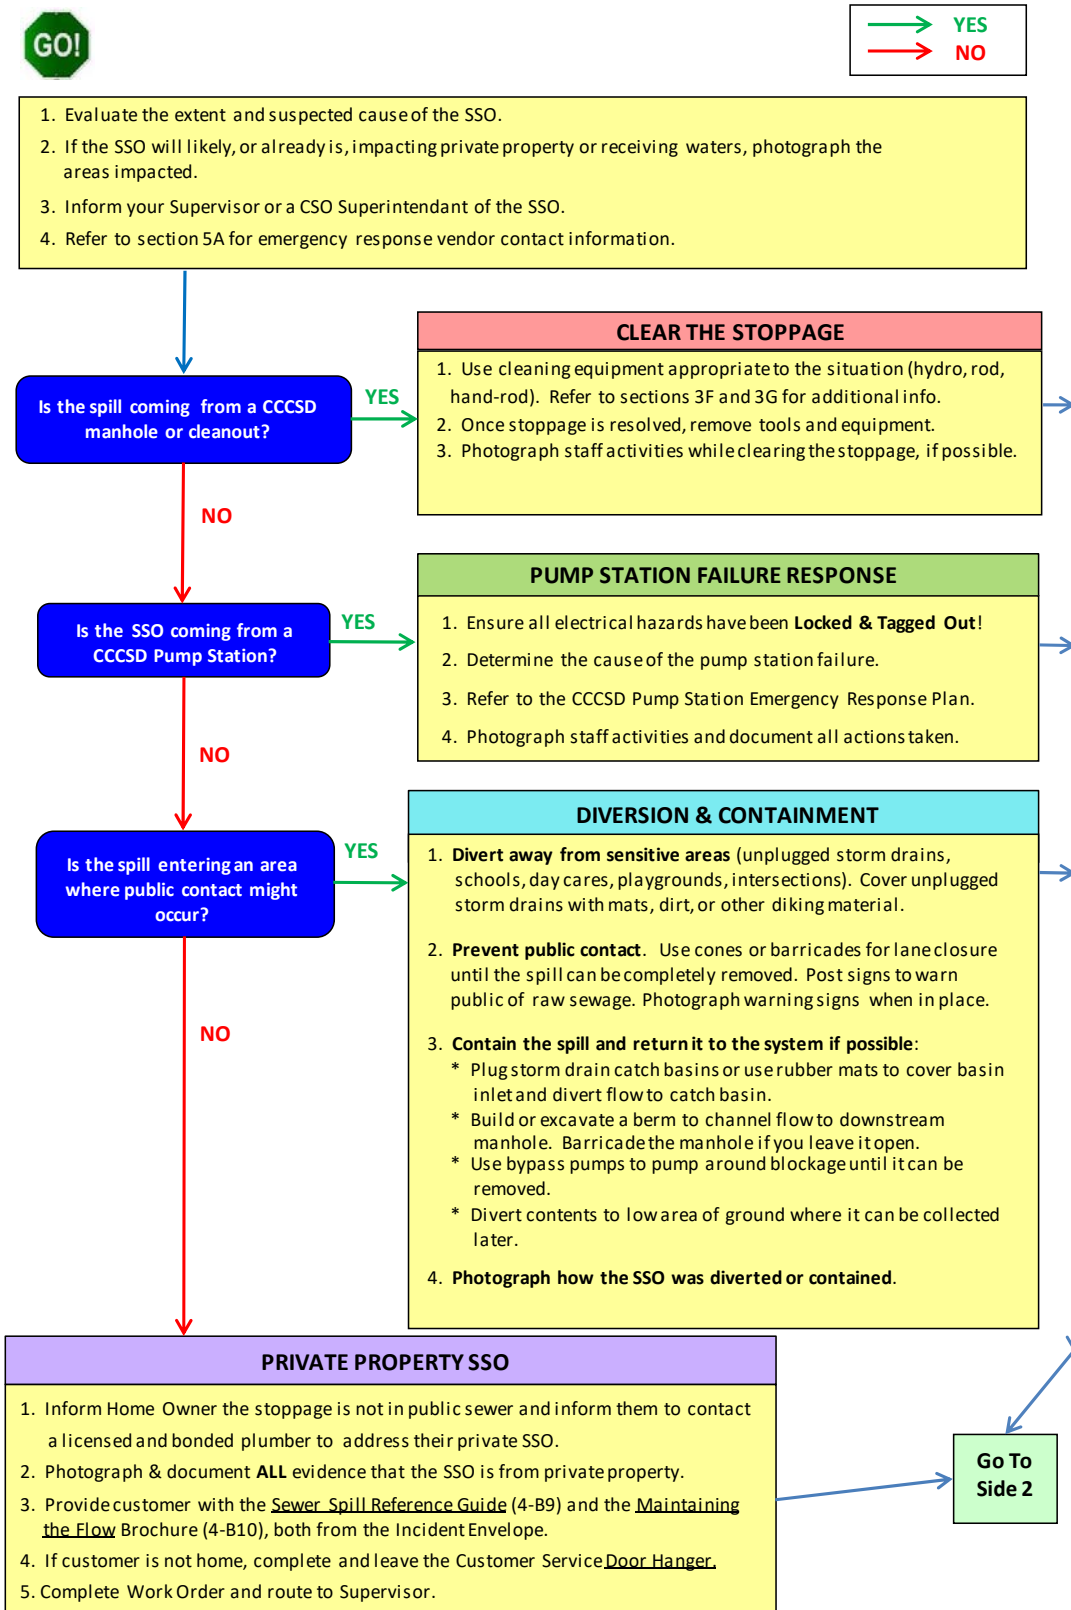 GO!
YES
NO
1. Evaluate the extent and suspected cause of the SSO.
2. If the SSO will likely, or already is, impacting private property or receiving waters, photograph the
areas impacted.
3. Inform your Supervisor or a CSO Superintendant of the SSO.
4. Refer to section 5A for emergency response vendor contact information.
CLEAR THE STOPPAGE
1. Use cleaning equipment appropriate to the situation (hydro, rod,
hand-rod). Refer to sections 3F and 3G for additional info.
2. Once stoppage is resolved, remove tools and equipment.
3. Photograph staff activities while clearing the stoppage, if possible.
Is the spill coming from a CCCSD
manhole or cleanout?
YES
NO
PUMP STATION FAILURE RESPONSE
1. Ensure all electrical hazards have been Locked & Tagged Out!
2. Determine the cause of the pump station failure.
3. Refer to the CCCSD Pump Station Emergency Response Plan.
4. Photograph staff activities and document all actions taken.
Is the SSO coming from a
CCCSD Pump Station?
YES
NO
DIVERSION & CONTAINMENT
1. Divert away from sensitive areas (unplugged storm drains,
schools, day cares, playgrounds, intersections). Cover unplugged
storm drains with mats, dirt, or other diking material.
2. Prevent public contact. Use cones or barricades for lane closure
until the spill can be completely removed. Post signs to warn
public of raw sewage. Photograph warning signs when in place.
3. Contain the spill and return it to the system if possible:
* Plug storm drain catch basins or use rubber mats to cover basin
inlet and divert flow to catch basin.
* Build or excavate a berm to channel flow to downstream
manhole. Barricade the manhole if you leave it open.
* Use bypass pumps to pump around blockage until it can be
removed.
* Divert contents to low area of ground where it can be collected
later.
4. Photograph how the SSO was diverted or contained.
Is the spill entering an area
where public contact might
occur?
YES
NO
PRIVATE PROPERTY SSO
1. Inform Home Owner the stoppage is not in public sewer and inform them to contact
a licensed and bonded plumber to address their private SSO.
2. Photograph & document ALL evidence that the SSO is from private property.
3. Provide customer with the Sewer Spill Reference Guide (4-B9) and the Maintaining
the Flow Brochure (4-B10), both from the Incident Envelope.
4. If customer is not home, complete and leave the Customer Service Door Hanger.
5. Complete Work Order and route to Supervisor.
Go To
Side 2